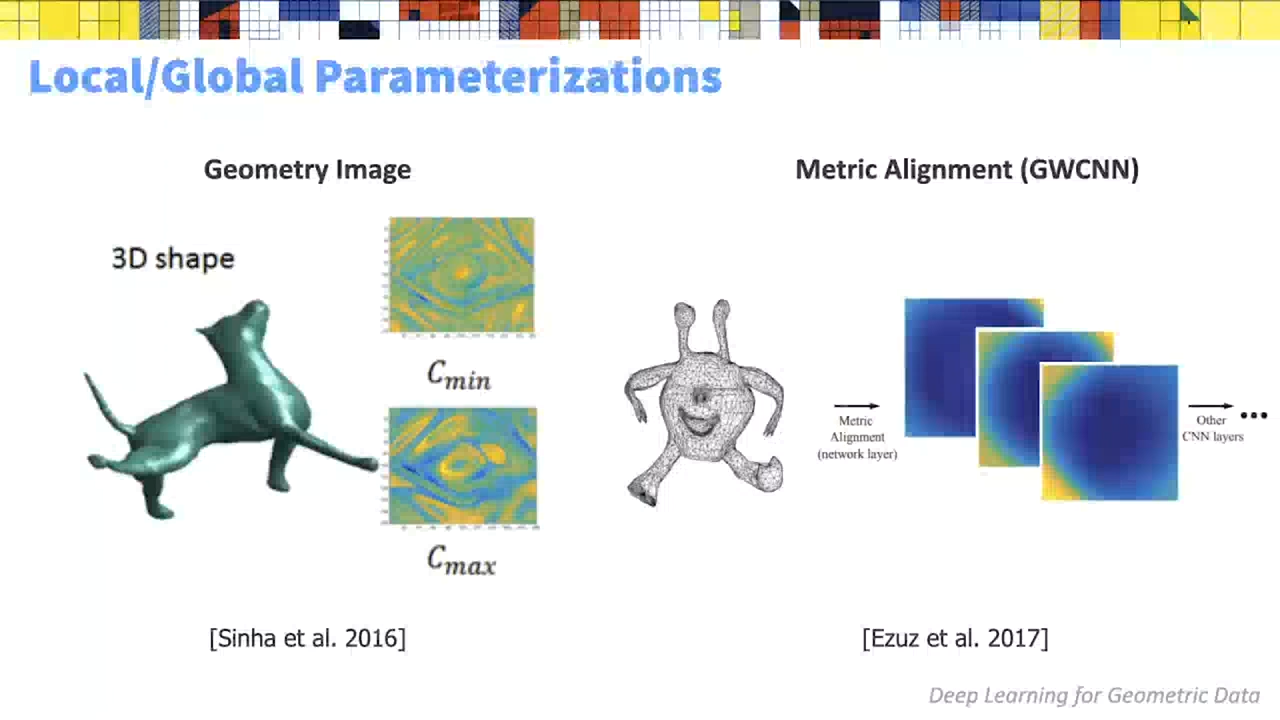 Local/Global Parameterizations
Geometry Image
3D shape
C_min
C_max
[Sinha et al. 2016]
Metric Alignment (GWCNN)
Metric
Alignment
(network layer)
Other
CNN layers
...
[Ezuz et al. 2017]
Deep Learning for Geometric Data